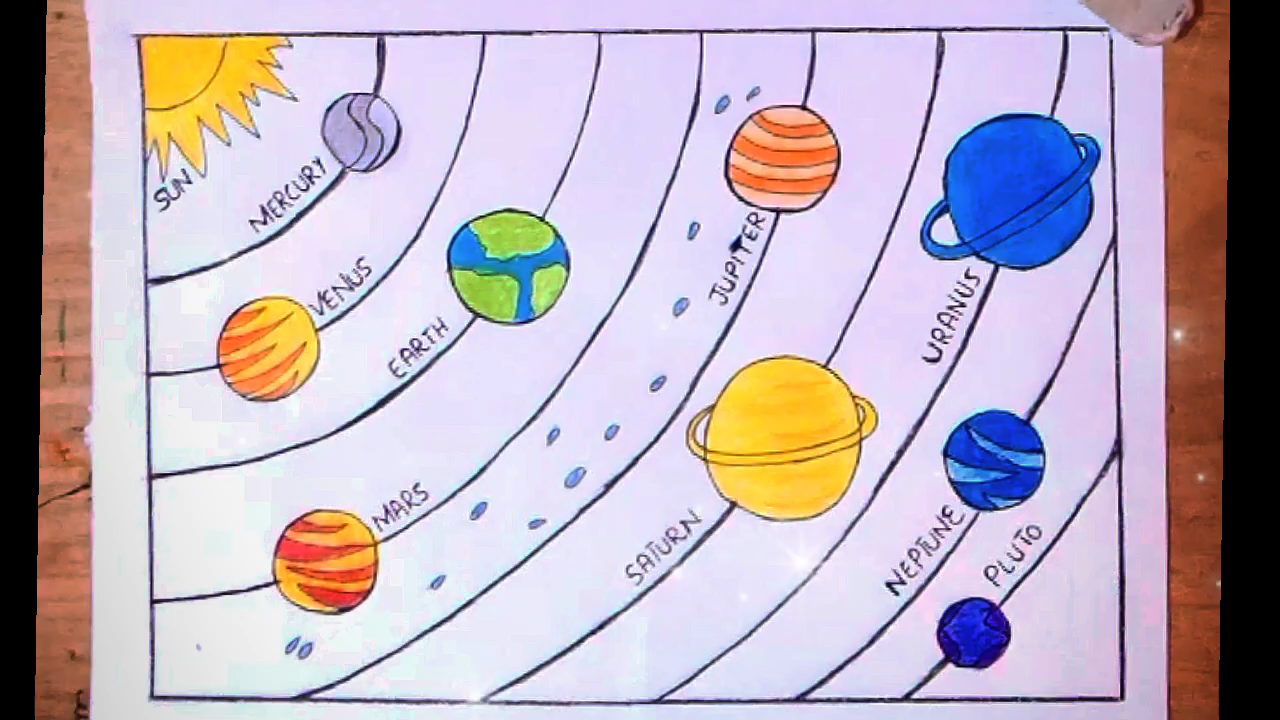 SUN
MERCURY
VENUS
EARTH
MARS
JUPITER
SATURN
URANUS
NEPTUNE
PLUTO